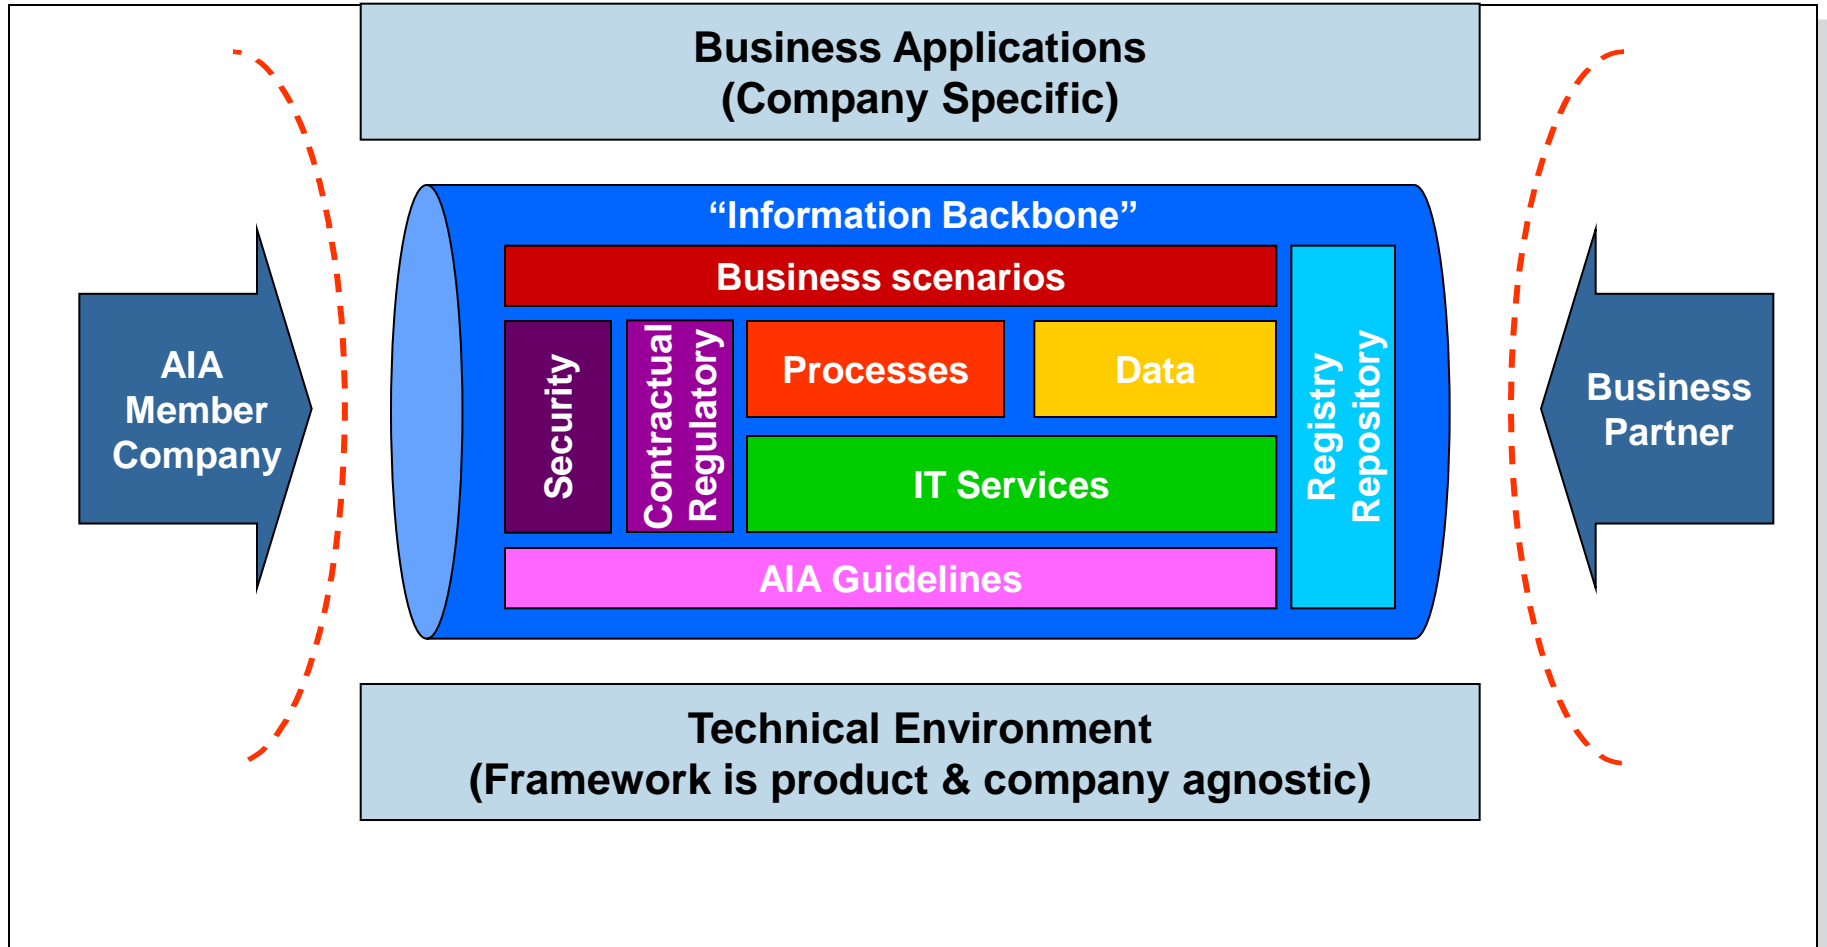 Business Applications
(Company Specific)
“Information Backbone”
Business scenarios
AIA
Member
Company
Security
Contractual
Regulatory
Processes
Data
IT Services
AIA Guidelines
Registry
Repository
Business
Partner
Technical Environment
(Framework is product & company agnostic)